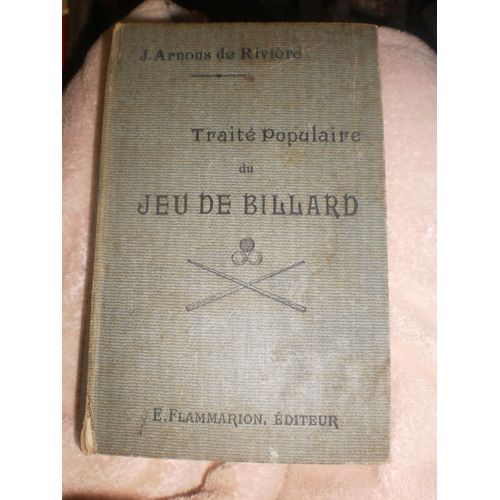 J. Arnous de Rivière
Traité Populaire
du
JEU DE BILLARD
E. FLAMMARION, ÉDITEUR